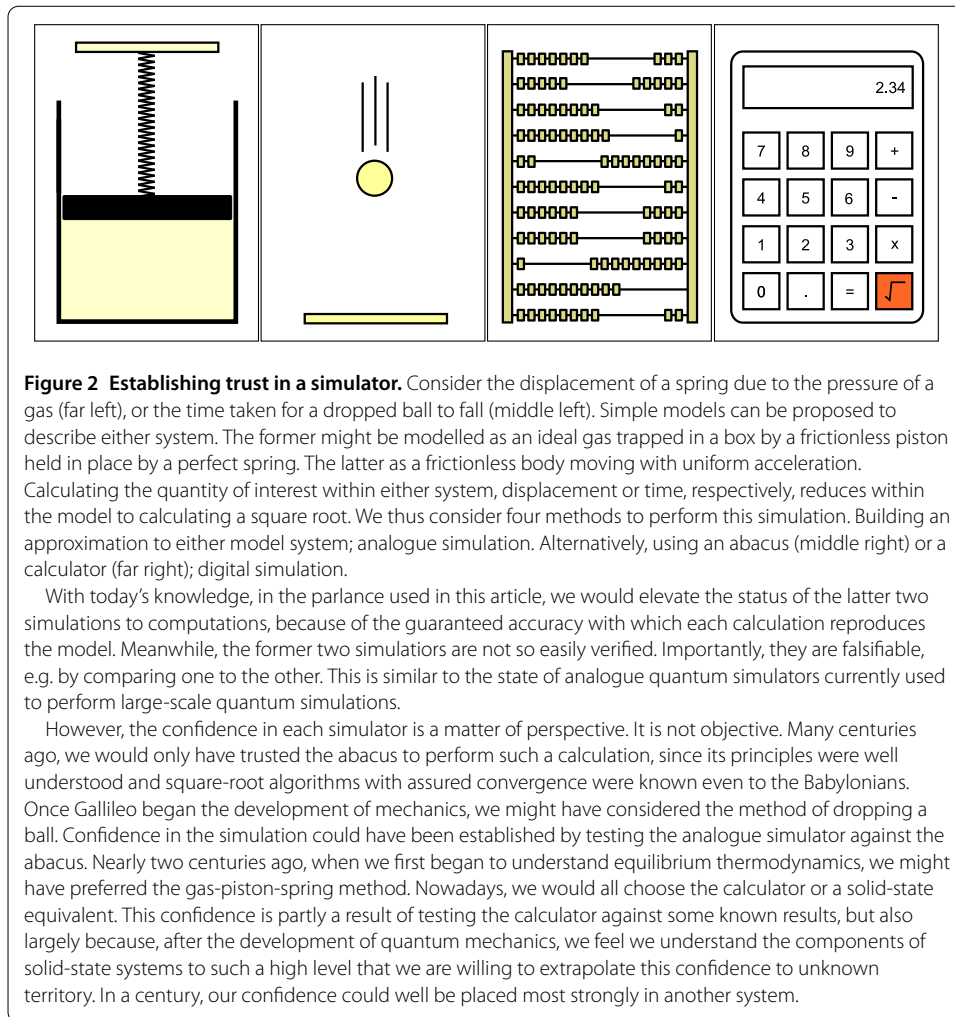 2.34
7 8 9 +
4 5 6 -
1 2 3 x
0 . = √
Figure 2 Establishing trust in a simulator. Consider the displacement of a spring due to the pressure of a
gas (far left), or the time taken for a dropped ball to fall (middle left). Simple models can be proposed to
describe either system. The former might be modelled as an ideal gas trapped in a box by a frictionless piston
held in place by a perfect spring. The latter as a frictionless body moving with uniform acceleration.
Calculating the quantity of interest within either system, displacement or time, respectively, reduces within
the model to calculating a square root. We thus consider four methods to perform this simulation. Building an
approximation to either model system; analogue simulation. Alternatively, using an abacus (middle right) or a
calculator (far right); digital simulation.
With today's knowledge, in the parlance used in this article, we would elevate the status of the latter two
simulations to computations, because of the guaranteed accuracy with which each calculation reproduces
the model. Meanwhile, the former two simulatiors are not so easily verified. Importantly, they are falsifiable,
e.g. by comparing one to the other. This is similar to the state of analogue quantum simulators currently used
to perform large-scale quantum simulations.
However, the confidence in each simulator is a matter of perspective. It is not objective. Many centuries
ago, we would only have trusted the abacus to perform such a calculation, since its principles were well
understood and square-root algorithms with assured convergence were known even to the Babylonians.
Once Gallileo began the development of mechanics, we might have considered the method of dropping a
ball. Confidence in the simulation could have been established by testing the analogue simulator against the
abacus. Nearly two centuries ago, when we first began to understand equilibrium thermodynamics, we might
have preferred the gas-piston-spring method. Nowadays, we would all choose the calculator or a solid-state
equivalent. This confidence is partly a result of testing the calculator against some known results, but also
largely because, after the development of quantum mechanics, we feel we understand the components of
solid-state systems to such a high level that we are willing to extrapolate this confidence to unknown
territory. In a century, our confidence could well be placed most strongly in another system.